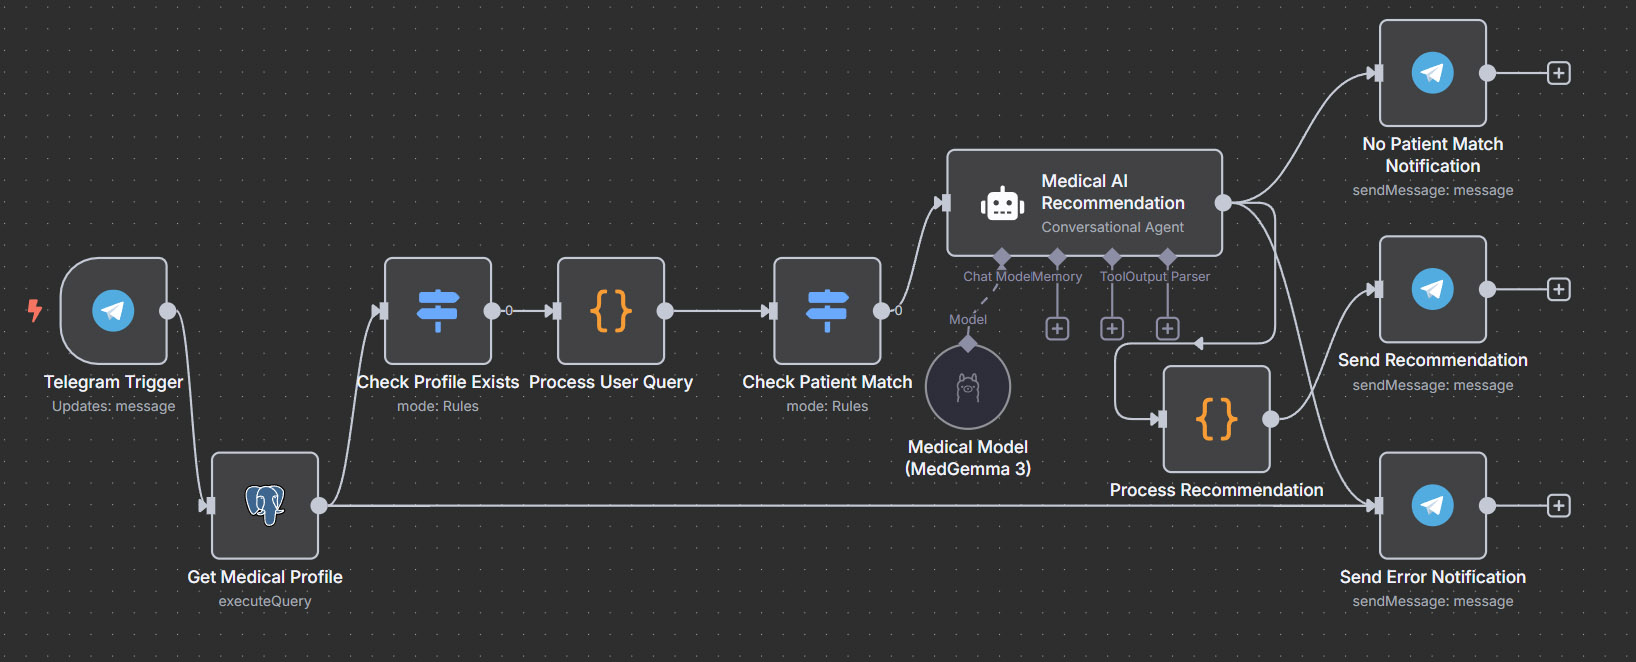 No Patient Match
Notification
sendMessage: message
Medical AI
Recommendation
Conversational Agent
Chat Model
Memory
Tool
Output Parser
Model
0
0
Telegram Trigger
Updates: message
Check Profile Exists
mode: Rules
Process User Query
Check Patient Match
mode: Rules
Medical Model
(MedGemma 3)
Send Recommendation
sendMessage: message
Process Recommendation
Get Medical Profile
executeQuery
Send Error Notification
sendMessage: message